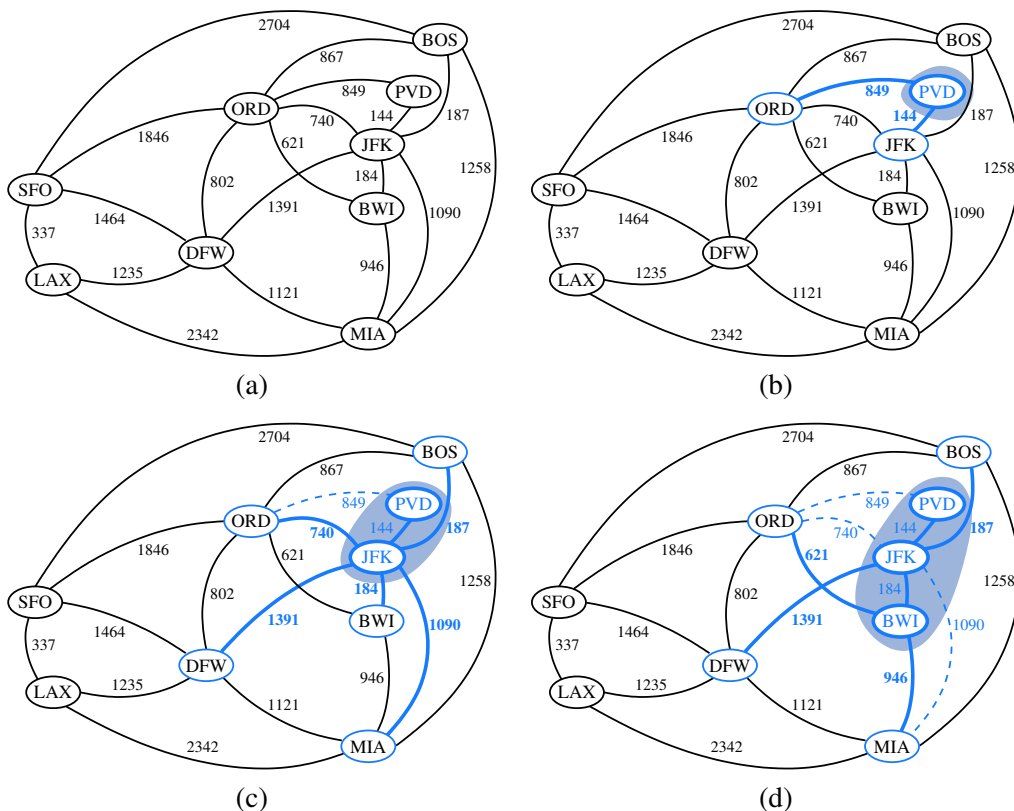 2704
BOS
867
PVD
849
ORD
144
187
740
JFK
1846
621
184
1258
SFO
802
1464
1391
BWI
1090
337
DFW
946
LAX
1235
1121
MIA
2342
(a)
2704
BOS
867
PVD
849
ORD
144
187
740
JFK
1846
621
184
1258
SFO
802
1464
1391
BWI
1090
337
DFW
946
LAX
1235
1121
MIA
2342
(b)
2704
BOS
867
PVD
849
ORD
144
187
740
JFK
1846
621
184
1258
SFO
802
1464
1391
BWI
1090
337
DFW
946
LAX
1235
1121
MIA
2342
(c)
2704
BOS
867
PVD
849
ORD
144
187
740
JFK
1846
621
184
1258
SFO
802
1464
1391
BWI
1090
337
DFW
946
LAX
1235
1121
MIA
2342
(d)